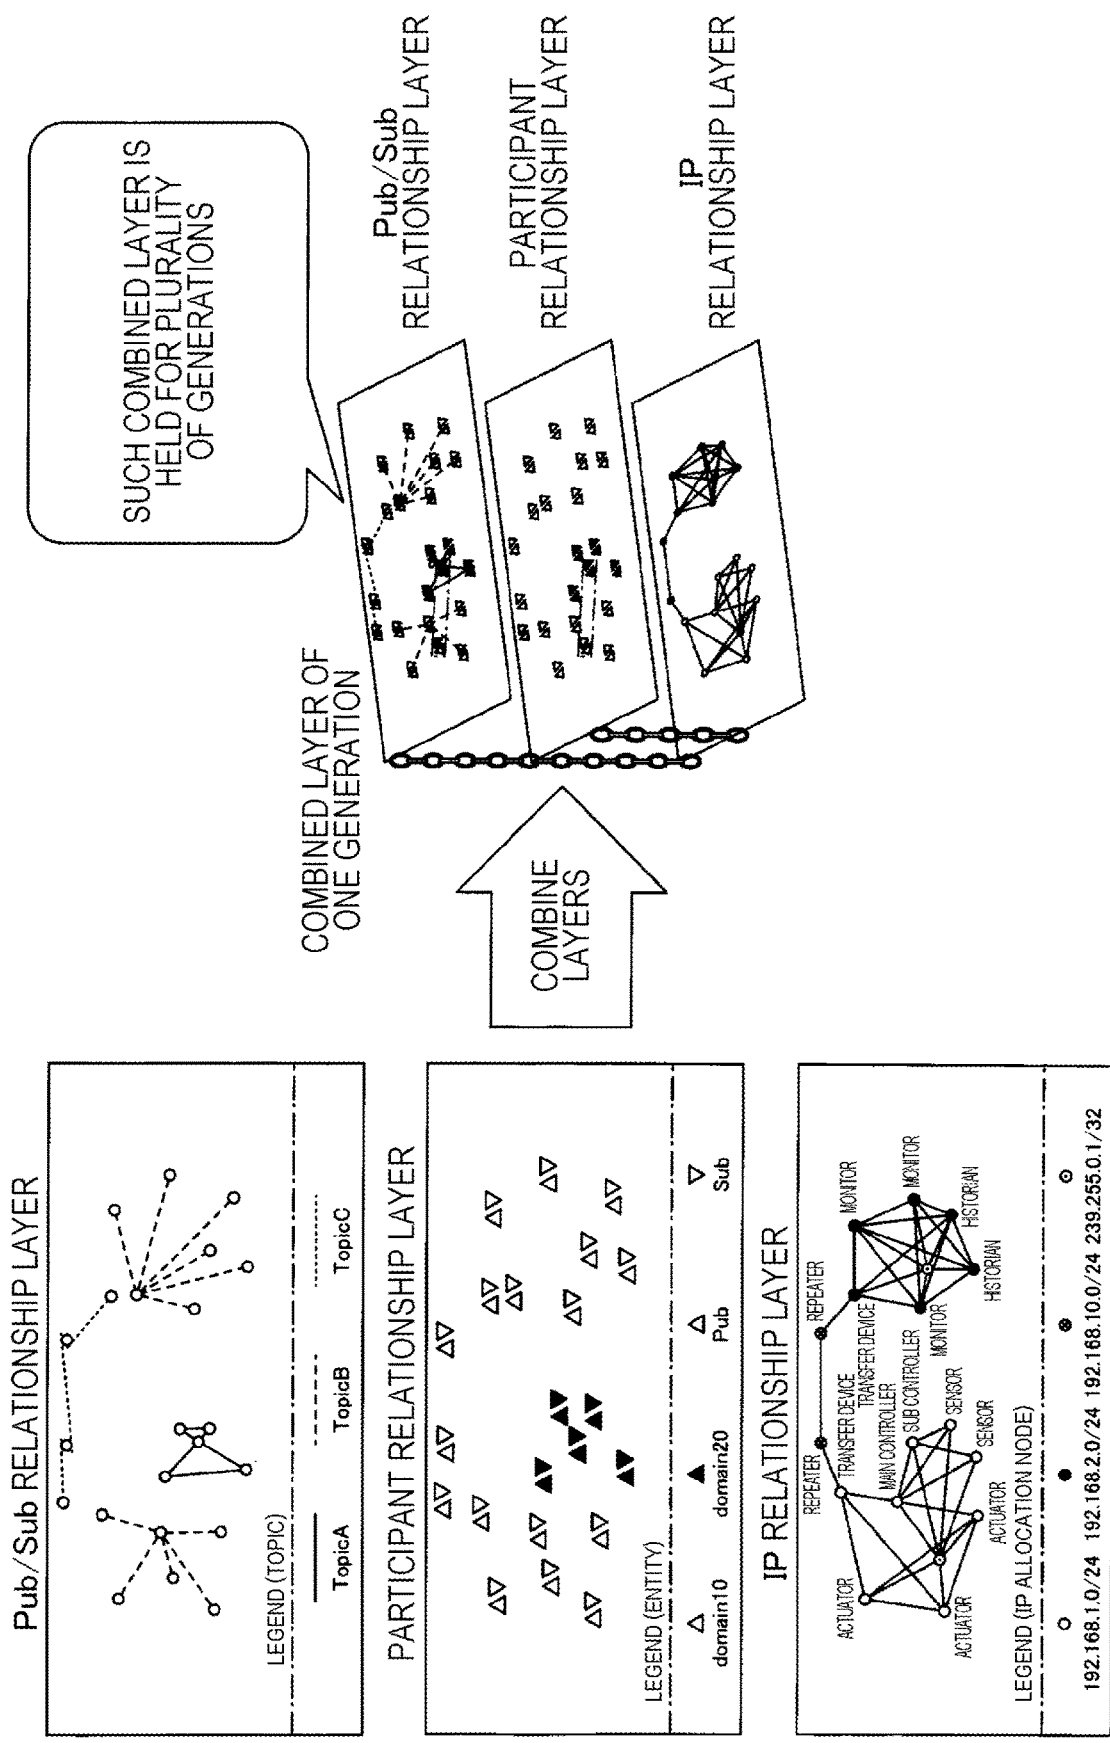 Pub/Sub RELATIONSHIP LAYER
LEGEND (TOPIC)
TopicA
TopicB
TopicC
PARTICIPANT RELATIONSHIP LAYER
LEGEND (ENTITY)
domain10
domain20
Pub
Sub
IP RELATIONSHIP LAYER
REPEATER
REPEATER
TRANSFER DEVICE
TRANSFER DEVICE
MAIN CONTROLLER
SUB CONTROLLER
MONITOR
MONITOR
MONITOR
ACTUATOR
ACTUATOR
ACTUATOR
SENSOR
SENSOR
HISTORIAN
HISTORIAN
LEGEND (IP ALLOCATION NODE)
192.168.1.0/24
192.168.2.0/24
192.168.10.0/24
239.255.0.1/32
COMBINE
LAYERS
COMBINED LAYER OF
ONE GENERATION
SUCH COMBINED LAYER IS
HELD FOR PLURALITY
OF GENERATIONS
Pub/Sub
RELATIONSHIP LAYER
PARTICIPANT
RELATIONSHIP LAYER
IP
RELATIONSHIP LAYER